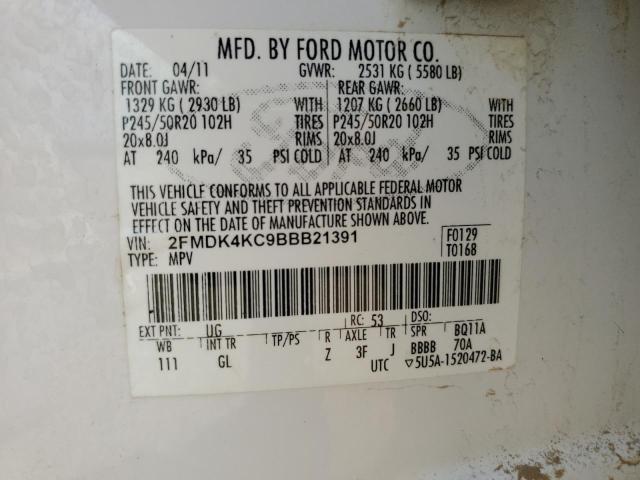 MFD. BY FORD MOTOR CO.
DATE: 04/11 GVWR: 2531 KG ( 5580 LB)
FRONT GAWR: REAR GAWR:
1329 KG ( 2930 LB) WITH 1207 KG ( 2660 LB) WITH
P245/50R20 102H TIRES P245/50R20 102H TIRES
20x8.0J RIMS 20x8.0J RIMS
AT 240 kPa/ 35 PSI COLD AT 240 kPa/ 35 PSI COLD
THIS VEHICLE CONFORMS TO ALL APPLICABLE FEDERAL MOTOR
VEHICLE SAFETY AND THEFT PREVENTION STANDARDS IN
EFFECT ON THE DATE OF MANUFACTURE SHOWN ABOVE.
VIN: 2FMDK4KC9BBB21391 F0129
TYPE: MPV T0168
EXT PNT: UG RC: 53 DSO:
WB INT TR TP/PS R AXLE TR SPR BQ11A
111 GL Z 3F J BBBB 70A
UTC ▽5U5A-1520472-BA